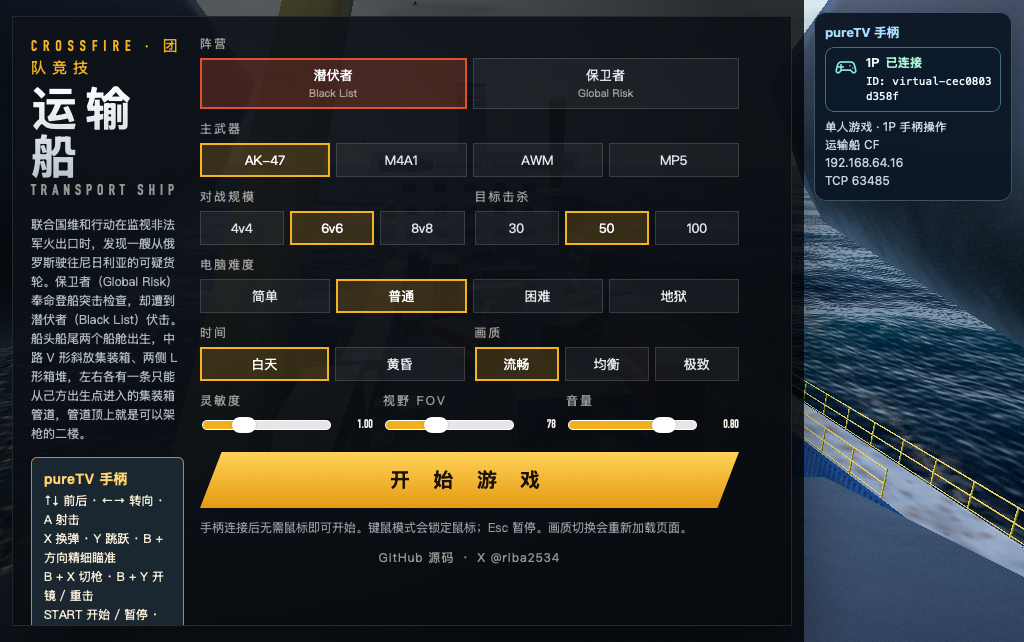 CROSSFIRE · 团
队竞技
运输
船
TRANSPORT SHIP
联合国维和行动在监视非法
军火出口时，发现一艘从俄
罗斯驶往尼日利亚的可疑货
轮。保卫者（Global Risk）
奉命登船突击检查，却遭到
潜伏者（Black List）伏击。
船头船尾两个船舱出生，中
路 V 形斜放集装箱、两侧 L
形箱堆，左右各有一条只能
从己方出生点进入的集装箱
管道，管道顶上就是可以架
枪的二楼。
pureTV 手柄
↑↓ 前后 · ←→ 转向 ·
A 射击
X 换弹 · Y 跳跃 · B +
方向精细瞄准
B + X 切枪 · B + Y 开
镜 / 重击
START 开始 / 暂停 ·
阵营
潜伏者
Black List
保卫者
Global Risk
主武器
AK-47
M4A1
AWM
MP5
对战规模
4v4
6v6
8v8
目标击杀
30
50
100
电脑难度
简单
普通
困难
地狱
时间
白天
黄昏
画质
流畅
均衡
极致
灵敏度
1.00
视野 FOV
78
音量
0.80
开始游戏
手柄连接后无需鼠标即可开始。键鼠模式会锁定鼠标；Esc 暂停。画质切换会重新加载页面。
GitHub 源码 · X @riba2534
pureTV 手柄
1P 已连接
ID: virtual-cec0803
d358f
单人游戏 · 1P 手柄操作
运输船 CF
192.168.64.16
TCP 63485